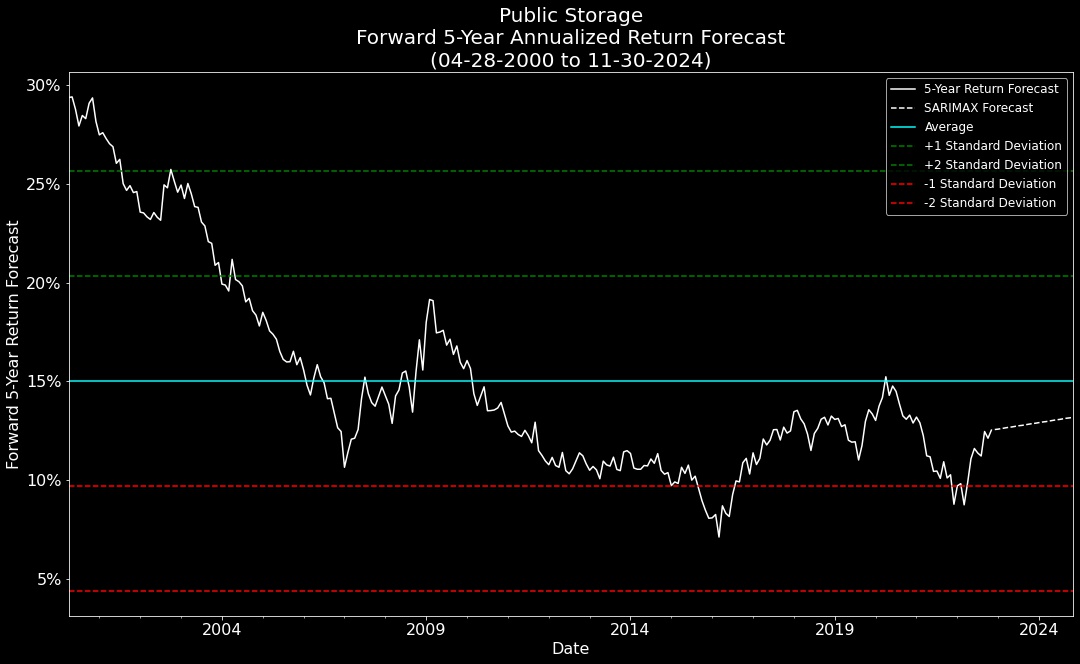 Public Storage
Forward 5-Year Annualized Return Forecast
(04-28-2000 to 11-30-2024)
5-Year Return Forecast
SARIMAX Forecast
Average
+1 Standard Deviation
+2 Standard Deviation
-1 Standard Deviation
-2 Standard Deviation
30%
25%
20%
15%
10%
5%
Forward 5-Year Return Forecast
2004
2009
2014
2019
2024
Date